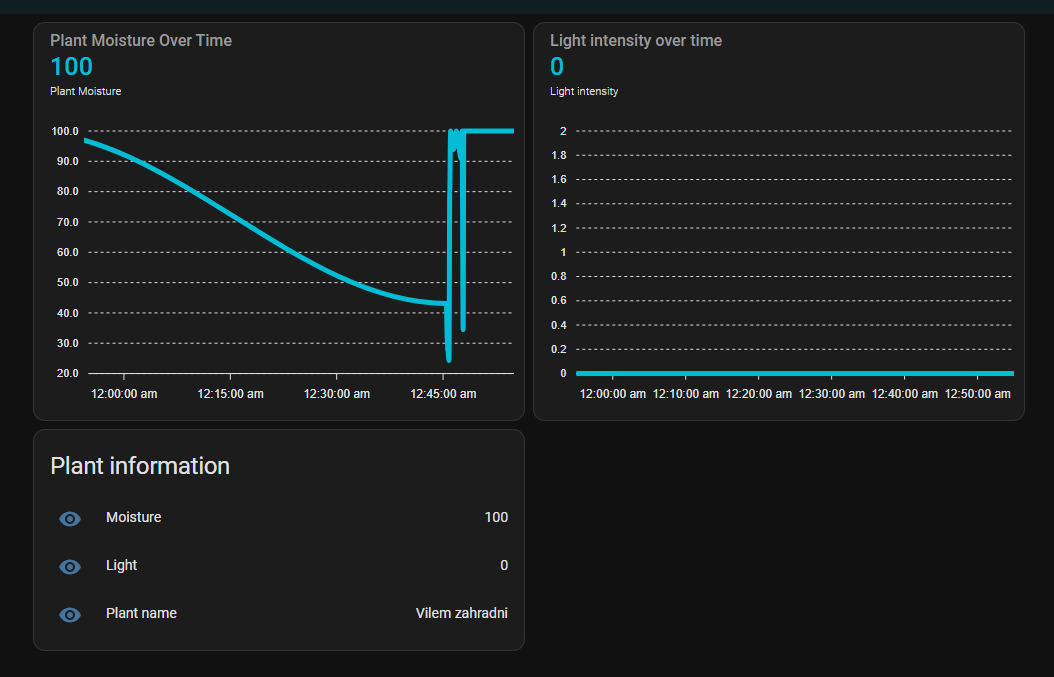 Plant Moisture Over Time
100
Plant Moisture
100.0
90.0
80.0
70.0
60.0
50.0
40.0
30.0
20.0
12:00:00 am 12:15:00 am 12:30:00 am 12:45:00 am
Light intensity over time
0
Light intensity
2
1.8
1.6
1.4
1.2
1
0.8
0.6
0.4
0.2
0
12:00:00 am 12:10:00 am 12:20:00 am 12:30:00 am 12:40:00 am 12:50:00 am
Plant information
Moisture 100
Light 0
Plant name Vilem zahradni